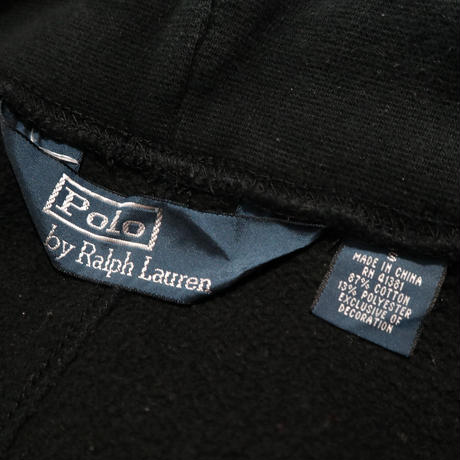 Polo
by Ralph Lauren
S
MADE IN CHINA
RN 41381
87% COTTON
13% POLYESTER
EXCLUSIVE OF
DECORATION